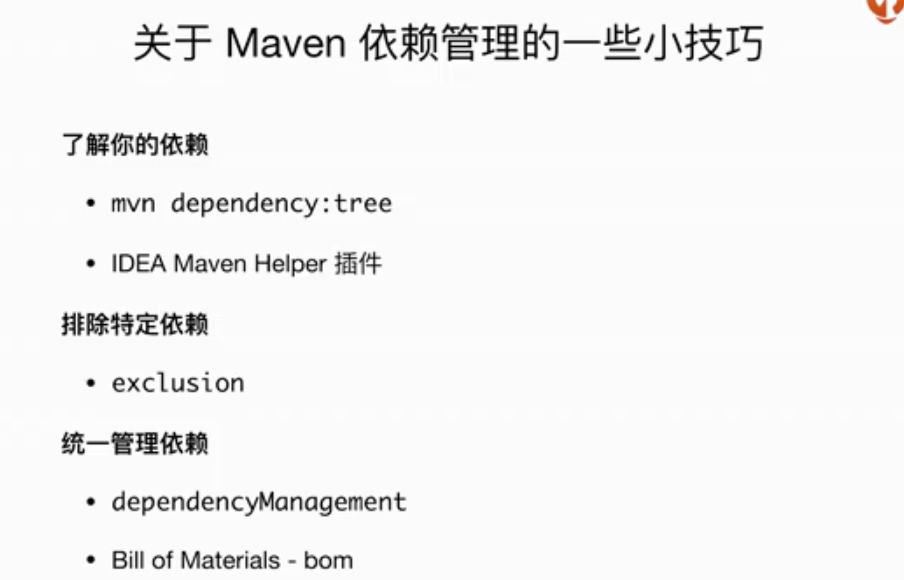 关于 Maven 依赖管理的一些小技巧
了解你的依赖
• mvn dependency:tree
• IDEA Maven Helper 插件
排除特定依赖
• exclusion
统一管理依赖
• dependencyManagement
• Bill of Materials - bom